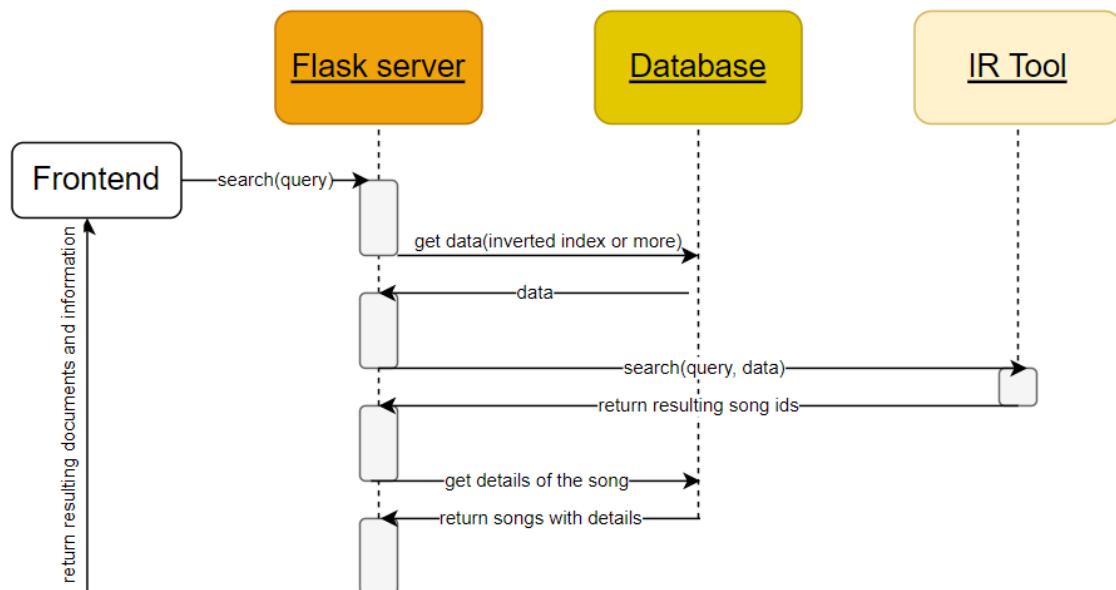 Flask server
Database
IR Tool
Frontend
search(query)
get data(inverted index or more)
data
search(query, data)
return resulting song ids
get details of the song
return songs with details
return resulting documents and information